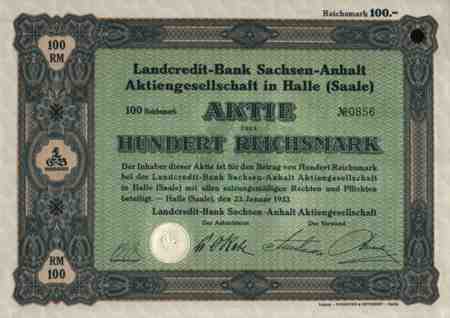 Reichsmark 100.–
100
RM
Landcredit-Bank Sachsen-Anhalt
Aktiengesellschaft in Halle (Saale)
100 Reichsmark
AKTIE
№0856
ÜBER
HUNDERT REICHSMARK
Der Inhaber dieser Aktie ist für den Betrag von Hundert Reichsmark
bei der Landcredit-Bank Sachsen-Anhalt Aktiengesellschaft
in Halle (Saale) mit allen satzungsmäßigen Rechten und Pflichten
beteiligt. — Halle (Saale), den 23. Januar 1933.
Landcredit-Bank Sachsen-Anhalt Aktiengesellschaft
Der Aufsichtsrat
Der Vorstand
RM
100